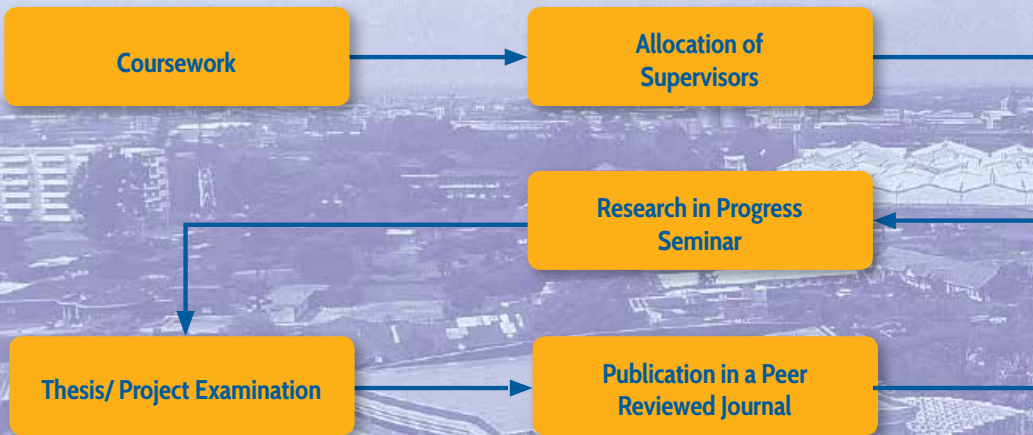 Coursework
Allocation of
Supervisors
Research in Progress
Seminar
Thesis/ Project Examination
Publication in a Peer
Reviewed Journal